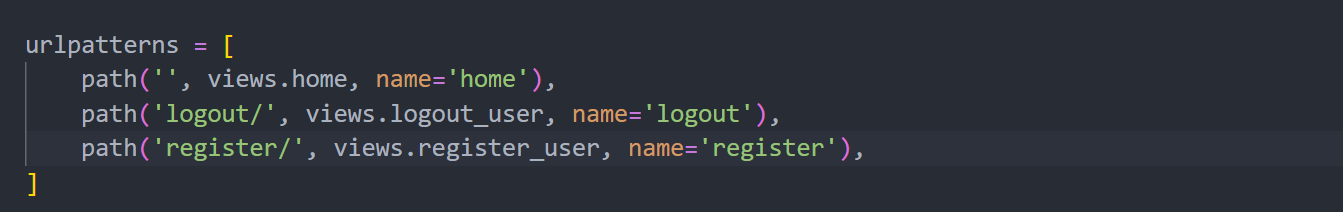 urlpatterns = [
    path('', views.home, name='home'),
    path('logout/', views.logout_user, name='logout'),
    path('register/', views.register_user, name='register'),
]